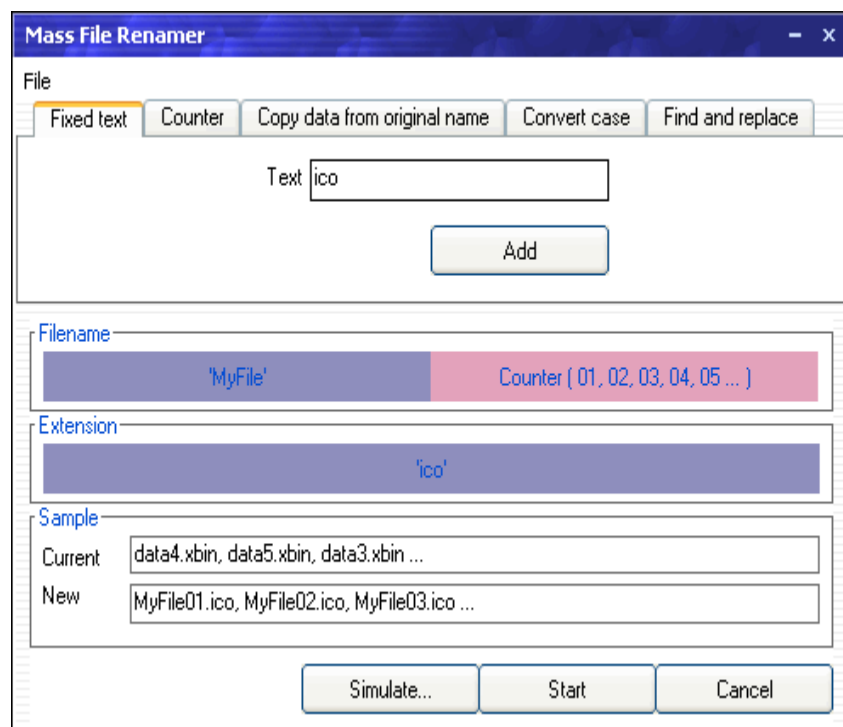 Mass File Renamer
File
Fixed text Counter Copy data from original name Convert case Find and replace
Text ico
Add
Filename
'MyFile' Counter ( 01, 02, 03, 04, 05 ... )
Extension
'ico'
Sample
Current data4.xbin, data5.xbin, data3.xbin ...
New MyFile01.ico, MyFile02.ico, MyFile03.ico ...
Simulate... Start Cancel